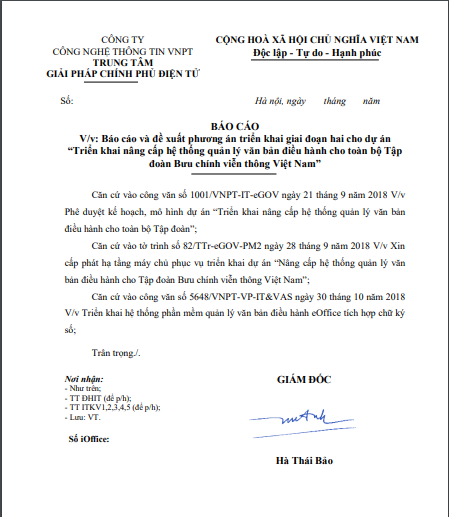 CÔNG TY
CÔNG NGHỆ THÔNG TIN VNPT
TRUNG TÂM
GIẢI PHÁP CHÍNH PHỦ ĐIỆN TỬ
CỘNG HOÀ XÃ HỘI CHỦ NGHĨA VIỆT NAM
Độc lập - Tự do - Hạnh phúc
Số:
Hà nội, ngày tháng năm
BÁO CÁO
V/v: Báo cáo và đề xuất phương án triển khai giai đoạn hai cho dự án
“Triển khai nâng cấp hệ thống quản lý văn bản điều hành cho toàn bộ Tập
đoàn Bưu chính viễn thông Việt Nam”
Căn cứ vào công văn số 1001/VNPT-IT-eGOV ngày 21 tháng 9 năm 2018 V/v
Phê duyệt kế hoạch, mô hình dự án “Triển khai nâng cấp hệ thống quản lý văn bản
điều hành cho toàn bộ Tập đoàn”;
Căn cứ vào tờ trình số 82/TTr-eGOV-PM2 ngày 28 tháng 9 năm 2018 V/v Xin
cấp phát hạ tầng máy chủ phục vụ triển khai dự án “Nâng cấp hệ thống quản lý văn
bản điều hành cho Tập đoàn Bưu chính viễn thông Việt Nam”;
Căn cứ vào công văn số 5648/VNPT-VP-IT&VAS ngày 30 tháng 10 năm 2018
V/v Triển khai hệ thống phần mềm quản lý văn bản điều hành eOffice tích hợp chữ ký
số;
Trân trọng./.
Nơi nhận:
- Như trên;
- TT ĐHIT (để p/h);
- TT ITKV1,2,3,4,5 (để p/h);
- Lưu: VT.
Số iOffice:
GIÁM ĐỐC
Hà Thái Bảo